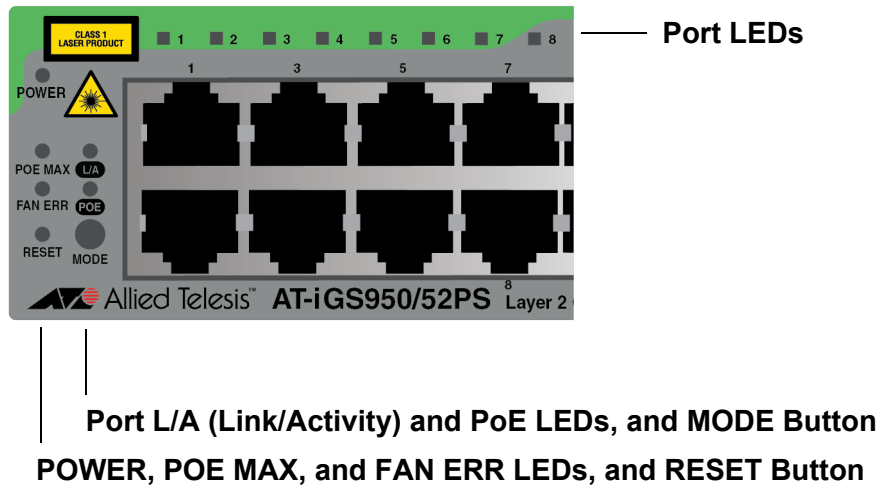 CLASS 1
LASER PRODUCT
1 2 3 4 5 6 7 8
Port LEDs
1 3 5 7
POWER
POE MAX L/A
FAN ERR POE
RESET MODE
Allied Telesis™ AT-iGS950/52PS 8 Layer 2
Port L/A (Link/Activity) and PoE LEDs, and MODE Button
POWER, POE MAX, and FAN ERR LEDs, and RESET Button